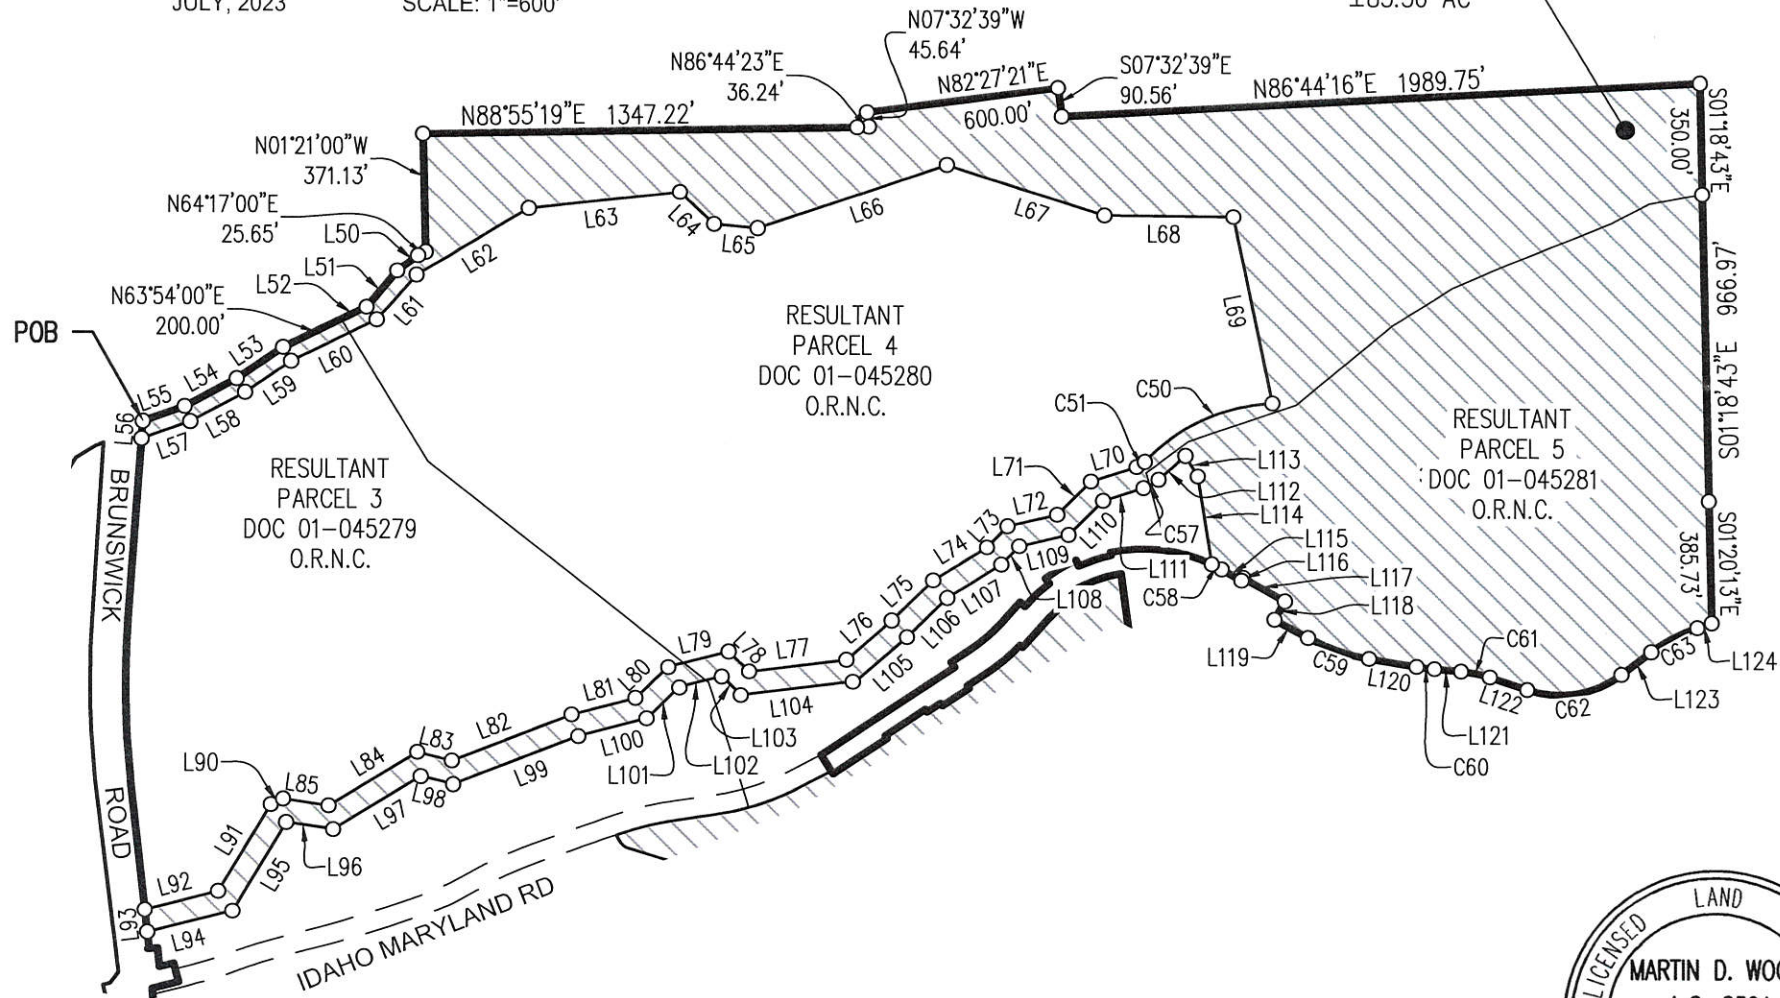 JULY, 2023
SCALE: 1"=600'
N07°32'39"W
45.64'
N86°44'23"E
36.24'
N82°27'21"E
600.00'
S07°32'39"E
90.56'
N86°44'16"E 1989.75'
S01°18'43"E
350.00'
N88°55'19"E 1347.22'
N01°21'00"W
371.13'
N64°17'00"E
25.65'
L50
L51
L52
N63°54'00"E
200.00'
POB
L53
L54
L55
L56
L57
L58
L59
L60
L61
L62
L63
L64
L65
L66
L67
L68
L69
S01°18'43"E 966.97'
RESULTANT
PARCEL 4
DOC 01-045280
O.R.N.C.
RESULTANT
PARCEL 5
DOC 01-045281
O.R.N.C.
RESULTANT
PARCEL 3
DOC 01-045279
O.R.N.C.
BRUNSWICK
ROAD
C50
C51
L70
L71
L72
L73
L74
L75
L76
L77
L78
L79
L80
L81
L82
L83
L84
L85
L90
L91
L92
L93
L94
L95
L96
L97
L98
L99
L100
L101
L102
L103
L104
L105
L106
L107
L108
L109
L110
L111
C57
L112
L113
L114
L115
L116
L117
L118
C58
L119
C59
L120
C60
L121
C61
L122
C62
L123
C63
L124
S01°20'13"E
385.73'
IDAHO MARYLAND RD
LICENSED LAND
MARTIN D.